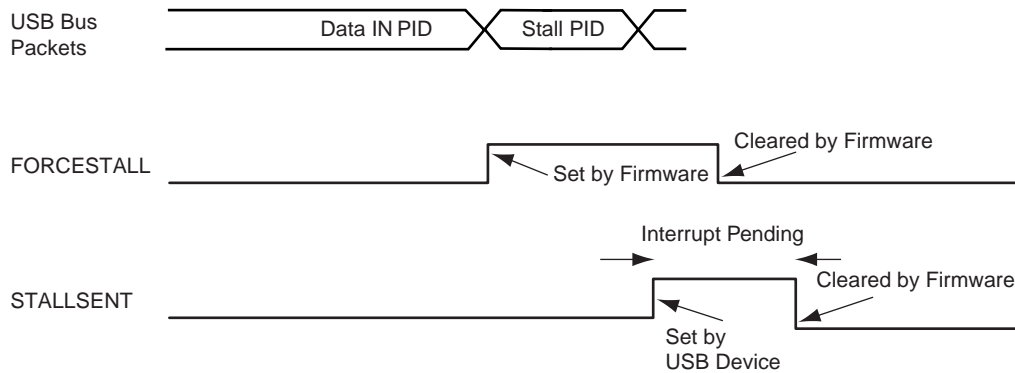 USB Bus
Packets
Data IN PID
Stall PID
FORCESTALL
Set by Firmware
Cleared by Firmware
Interrupt Pending
STALLSENT
Cleared by Firmware
Set by
USB Device